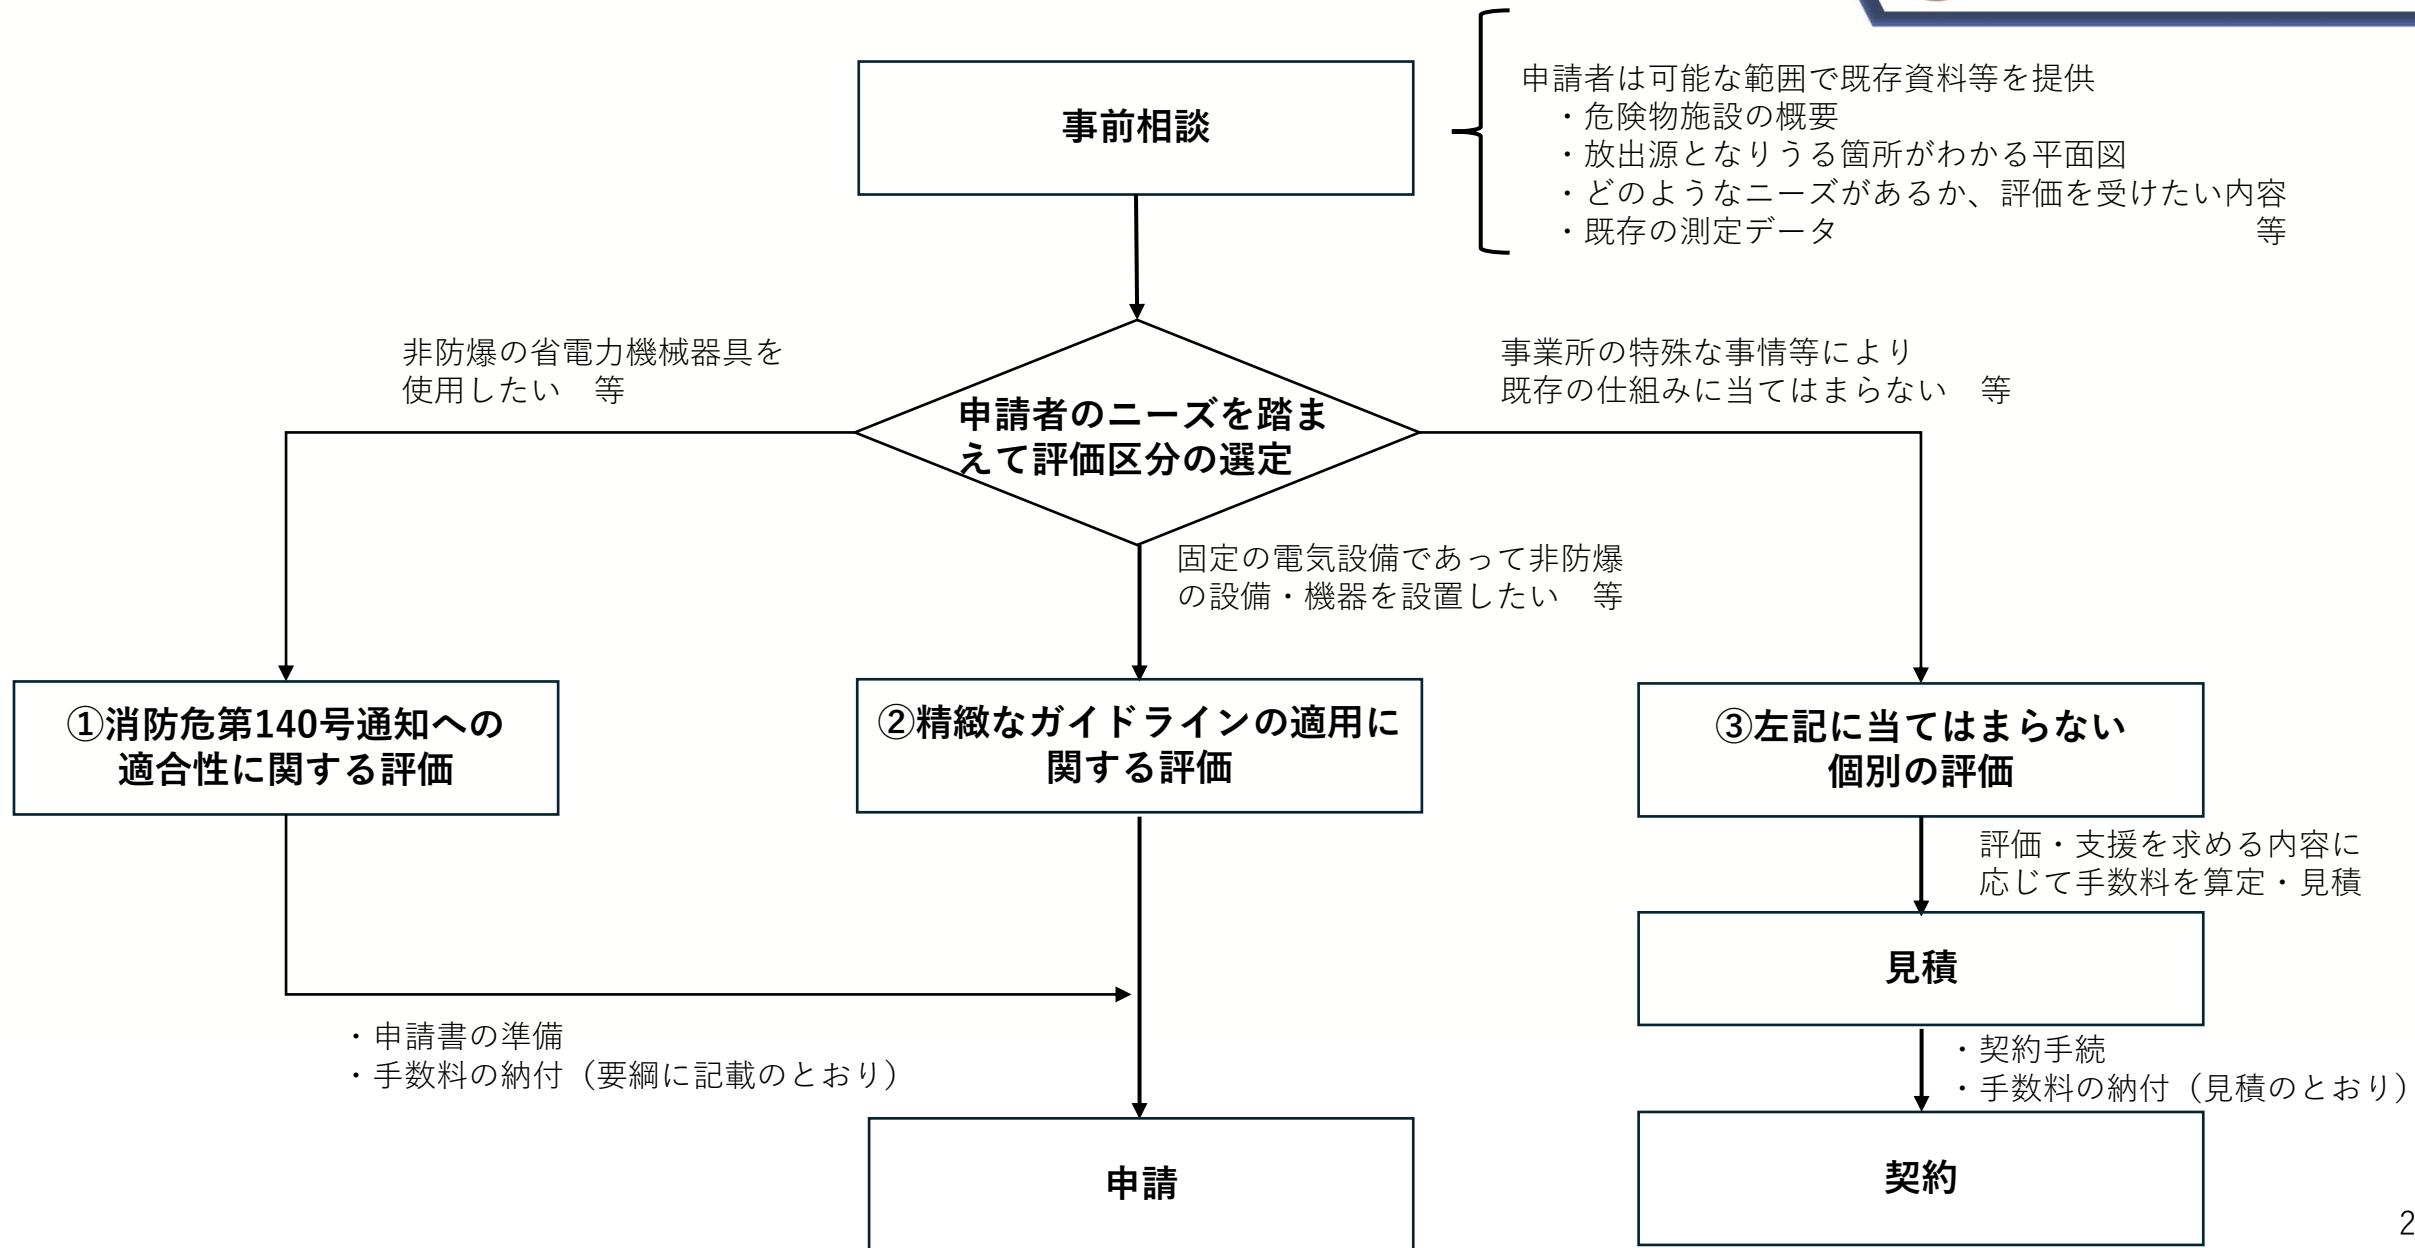 事前相談
申請者は可能な範囲で既存資料等を提供
・危険物施設の概要
・放出源となりうる箇所がわかる平面図
・どのようなニーズがあるか、評価を受けたい内容
・既存の測定データ　等
非防爆の省電力機械器具を
使用したい　等
申請者のニーズを踏ま
えて評価区分の選定
事業所の特殊な事情等により
既存の仕組みに当てはまらない　等
固定の電気設備であって非防爆
の設備・機器を設置したい　等
①消防危第140号通知への
適合性に関する評価
②精緻なガイドラインの適用に
関する評価
③左記に当てはまらない
個別の評価
評価・支援を求める内容に
応じて手数料を算定・見積
見積
・申請書の準備
・手数料の納付（要綱に記載のとおり）
・契約手続
・手数料の納付（見積のとおり）
申請
契約
2